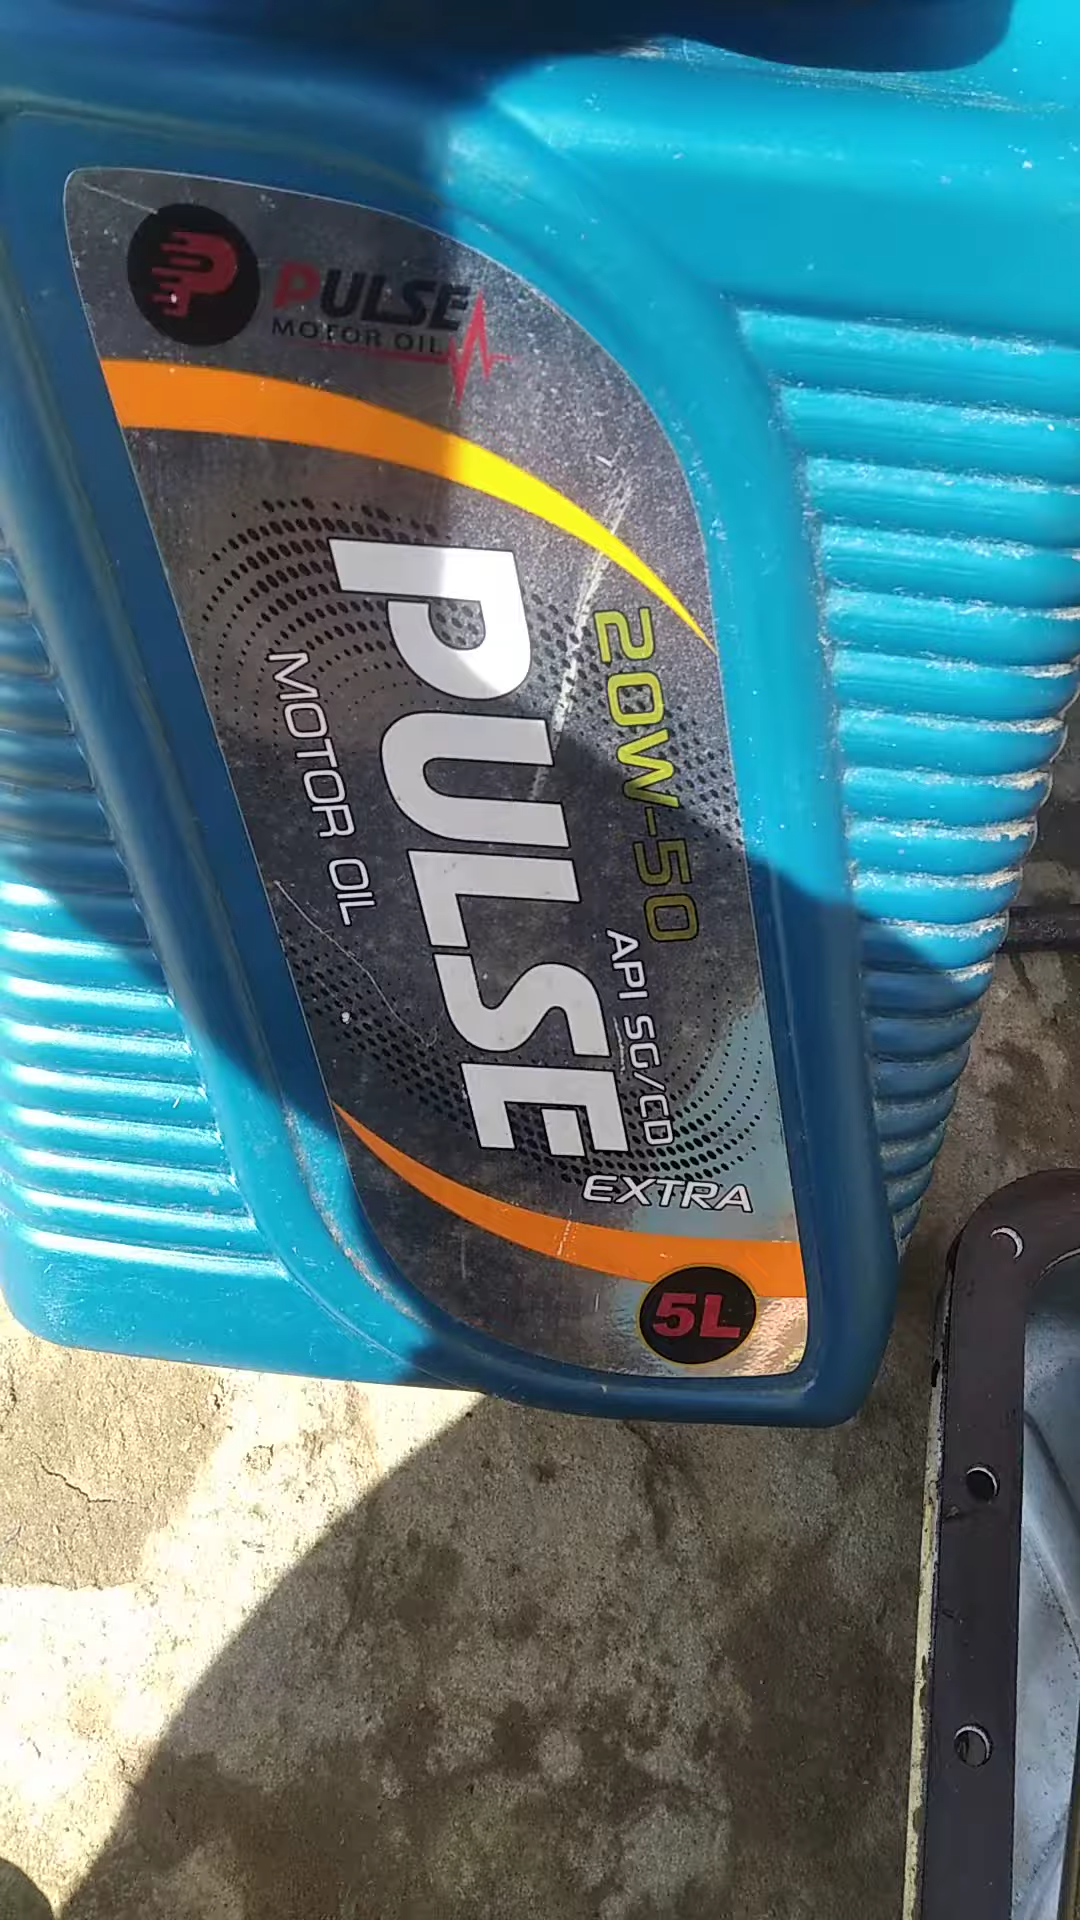 P
PULSE
MOTOR OIL
20W-50
API SG/CD
PULSE
MOTOR OIL
EXTRA
5L